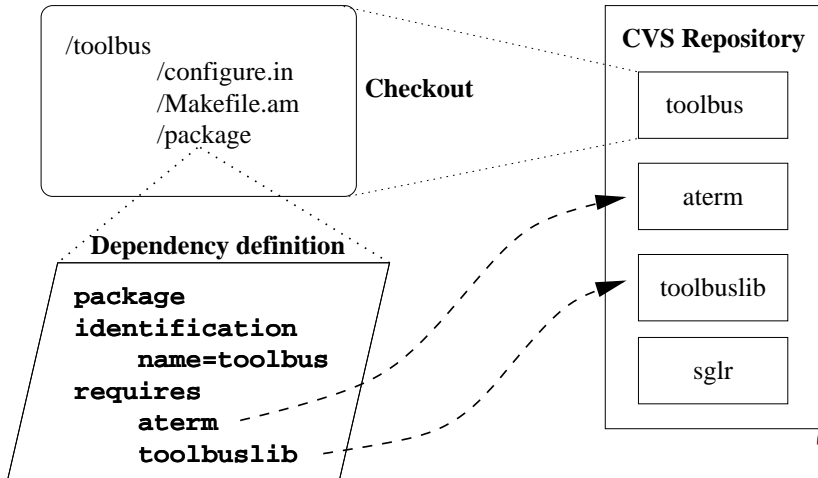 /toolbus
/configure.in
/Makefile.am
/package
Checkout
CVS Repository
toolbus
aterm
toolbuslib
sglr
Dependency definition
package
identification
name=toolbus
requires
aterm
toolbuslib